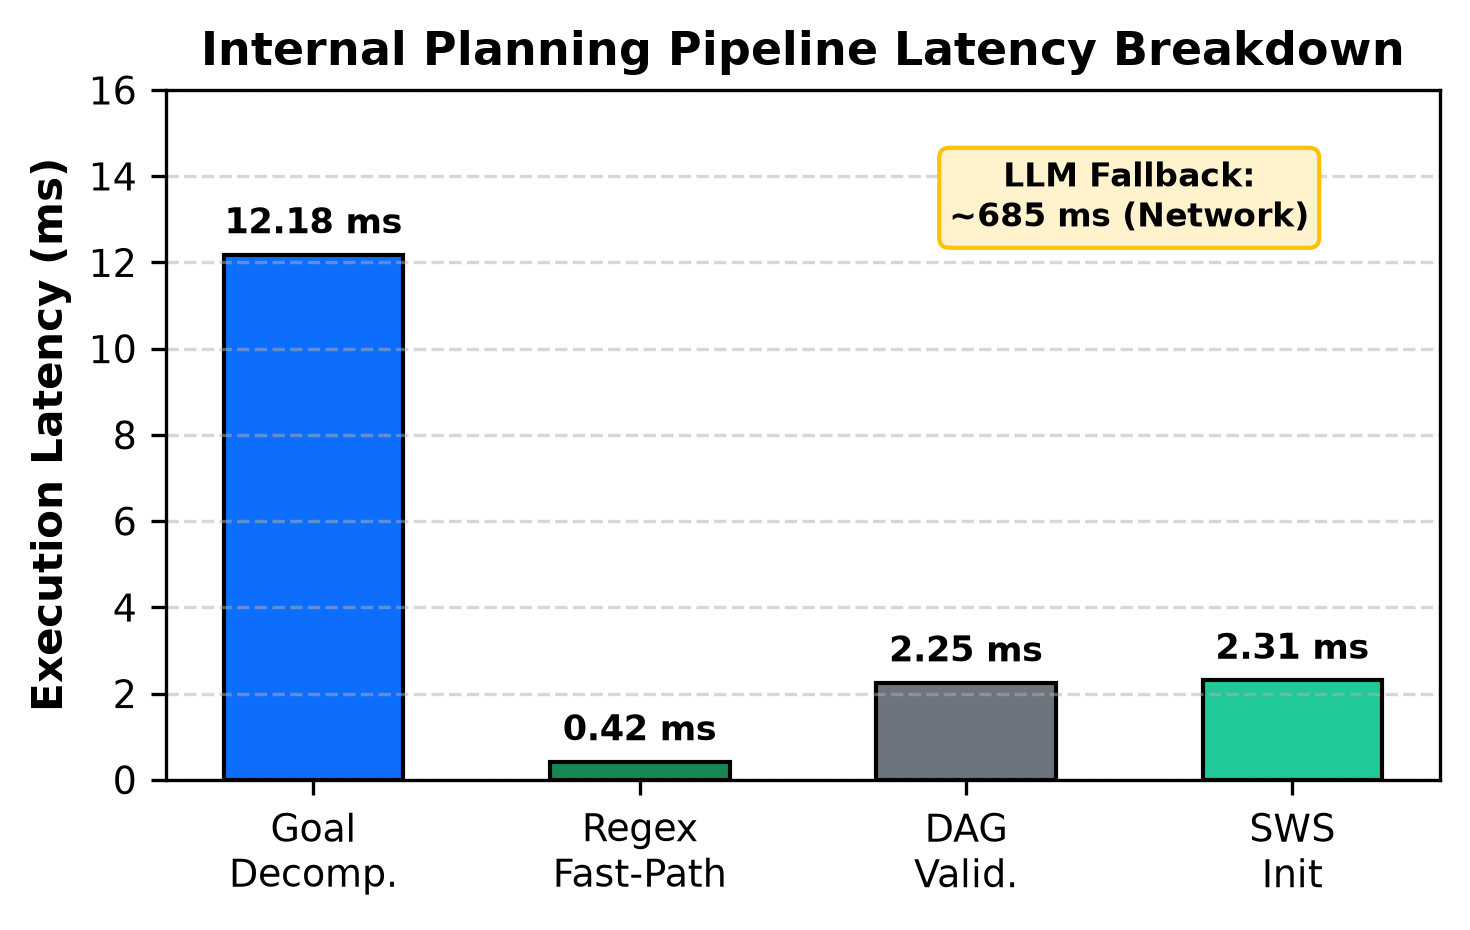 Internal Planning Pipeline Latency Breakdown
Execution Latency (ms)
16
14
12
10
8
6
4
2
0
LLM Fallback:
~685 ms (Network)
12.18 ms
0.42 ms
2.25 ms
2.31 ms
Goal
Decomp.
Regex
Fast-Path
DAG
Valid.
SWS
Init